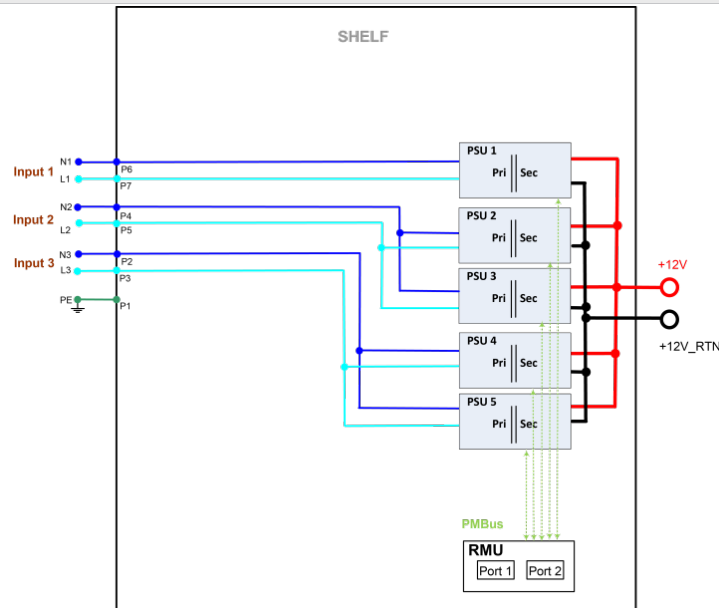 SHELF
PSU 1
Pri Sec
N1
P6
Input 1
L1
P7
PSU 2
Pri Sec
N2
P4
Input 2
L2
P5
PSU 3
Pri Sec
N3
P2
Input 3
L3
P3
+12V
PE
P1
+12V_RTN
PSU 4
Pri Sec
PSU 5
Pri Sec
PMBus
RMU
Port 1 Port 2